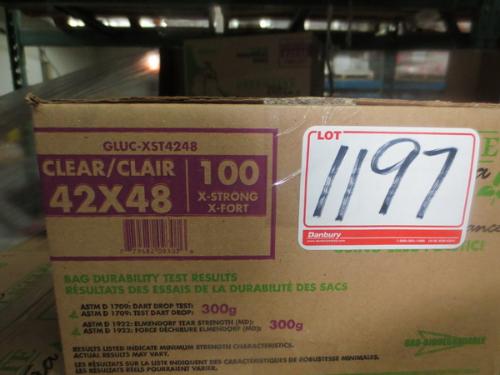 GLUC-XST4248
CLEAR/CLAIR
42X48
100
X-STRONG
X-FORT
LOT
1197
Danbury
BAG DURABILITY TEST RESULTS
RÉSULTATS DES ESSAIS DE LA DURABILITÉ DES SACS
ASTM D 1709: DART DROP TEST:
ASTM D 1709: TEST DART DROP:
300g
ASTM D 1922: ELMENDORF TEAR STRENGTH (MD):
ASTM D 1922: FORCE DÉCHIRURE ELMENDORF (MD):
300g
RESULTS LISTED INDICATE MINIMUM STRENGTH CHARACTERISTICS.
ACTUAL RESULTS MAY VARY.
LES RÉSULTATS SUR LA LISTE INDIQUENT DES CARACTÉRISTIQUES DE ROBUSTESSE MINIMALES.
LES RÉELS RÉSULTATS POURRAIENT VARIER.